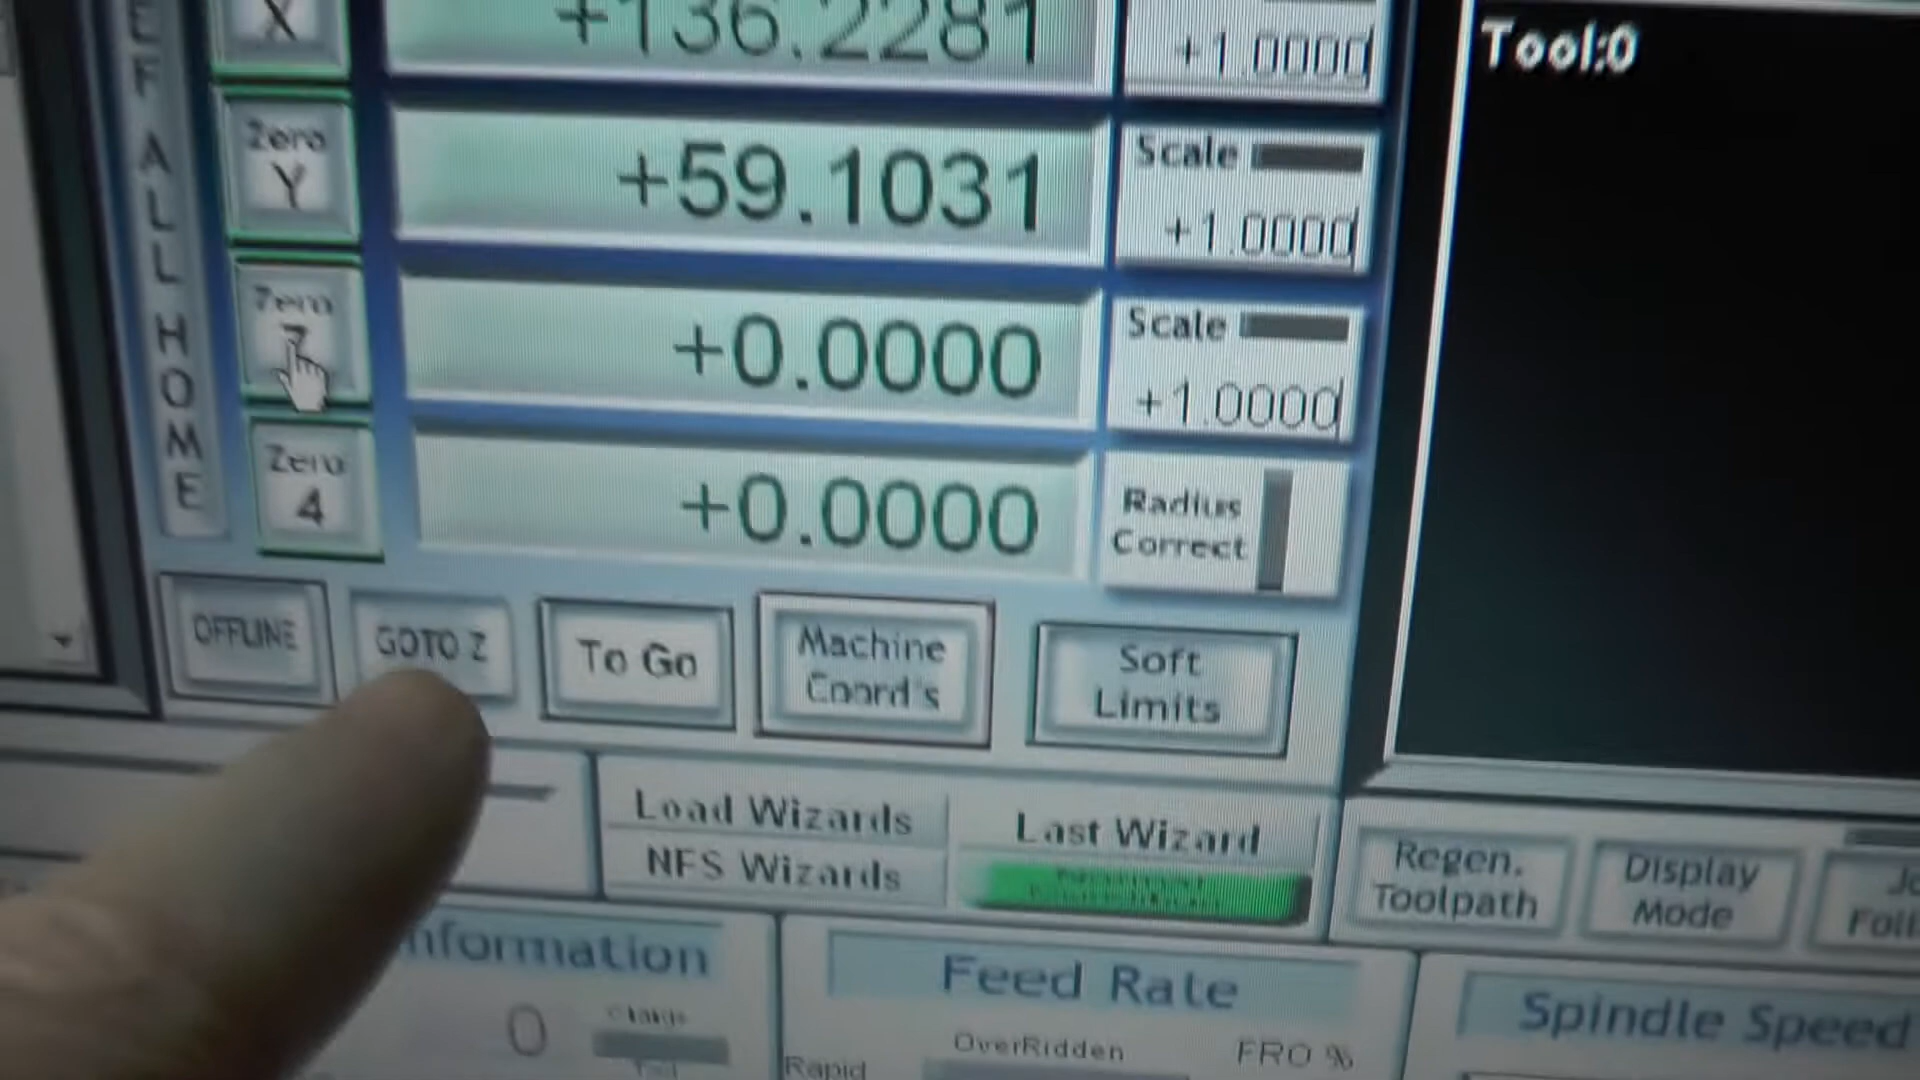 X
+136.2281
+1.0000
Tool:0
Zero
Y
+59.1031
Scale
+1.0000
Zero
Z
+0.0000
Scale
+1.0000
Zero
4
+0.0000
Radius
Correct
EF ALL HOME
OFFLINE
GOTO Z
To Go
Machine
Coord's
Soft
Limits
Load Wizards
NFS Wizards
Last Wizard
Regen.
Toolpath
Display
Mode
Information
0
Feed Rate
OverRidden
FRO %
Rapid
Spindle Speed